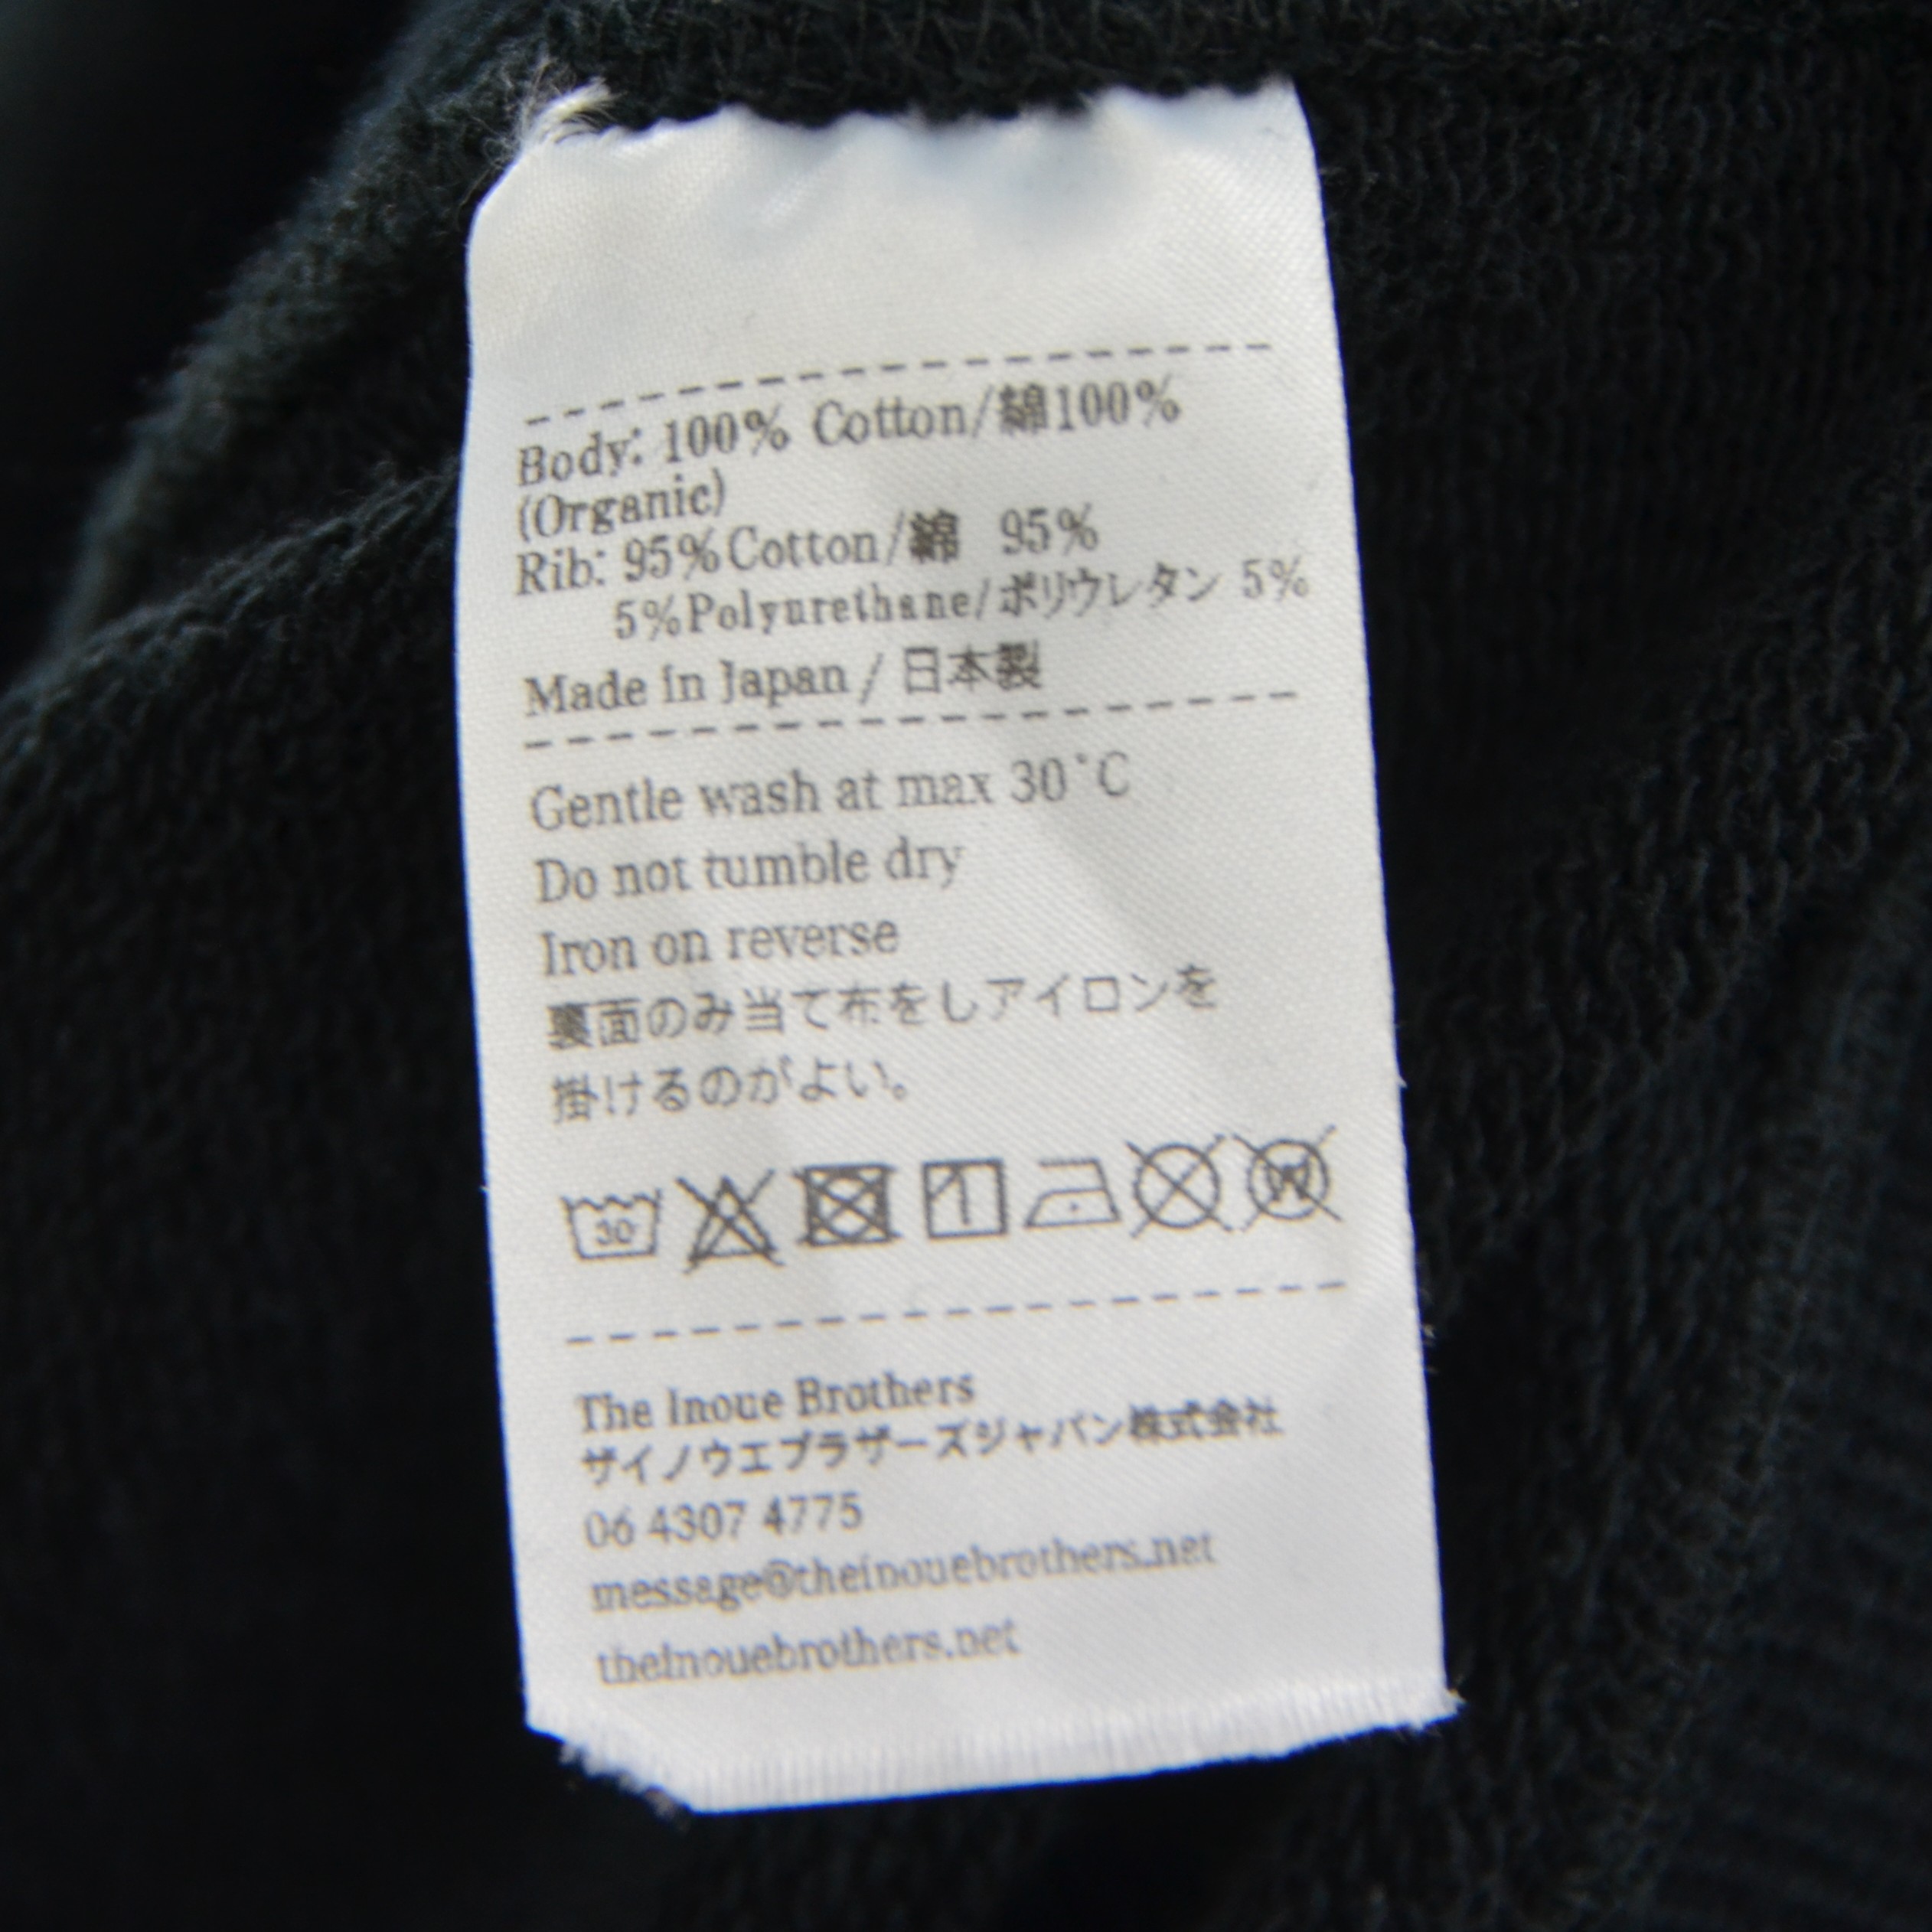 Body: 100% Cotton/綿100%
(Organic)
Rib: 95%Cotton/綿 95%
5%Polyurethane/ポリウレタン 5%
Made in Japan / 日本製
Gentle wash at max 30°C
Do not tumble dry
Iron on reverse
裏面のみ当て布をしアイロンを
掛けるのがよい。
30 W
The Inoue Brothers
ザイノウエブラザーズジャパン株式会社
06 4307 4775
message@theinouebrothers.net
theinouebrothers.net